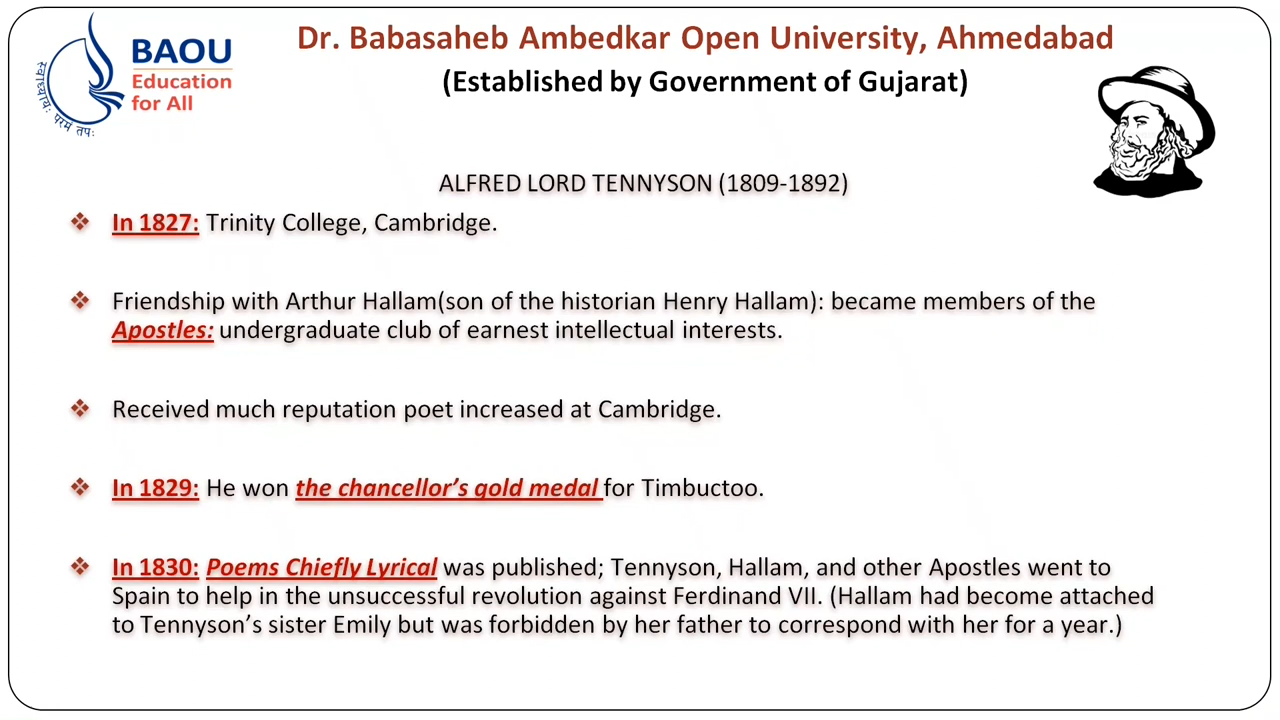 Dr. Babasaheb Ambedkar Open University, Ahmedabad
(Established by Government of Gujarat)
BAOU
Education
for All
स्वाध्यायः परमं तपः
ALFRED LORD TENNYSON (1809-1892)
❖ In 1827: Trinity College, Cambridge.
❖ Friendship with Arthur Hallam(son of the historian Henry Hallam): became members of the
Apostles: undergraduate club of earnest intellectual interests.
❖ Received much reputation poet increased at Cambridge.
❖ In 1829: He won the chancellor’s gold medal for Timbuctoo.
❖ In 1830: Poems Chiefly Lyrical was published; Tennyson, Hallam, and other Apostles went to
Spain to help in the unsuccessful revolution against Ferdinand VII. (Hallam had become attached
to Tennyson’s sister Emily but was forbidden by her father to correspond with her for a year.)